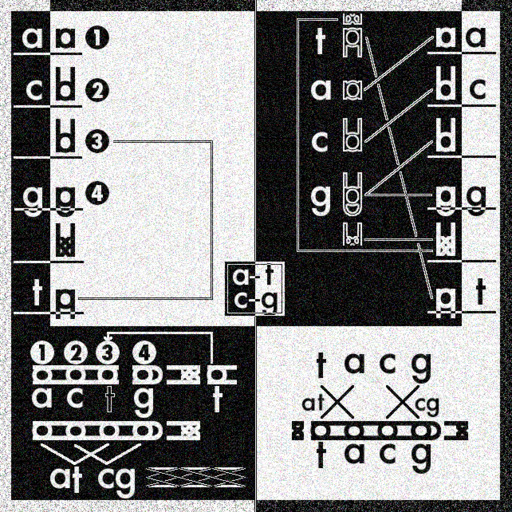 a a 1
c d 2
d 3
g g 4
t q
t
a
c
g
a a
d c
d
g g
q t
a-t
c-g
1 2 3 4
a c t g t
at cg
t a c g
at cg
t a c g